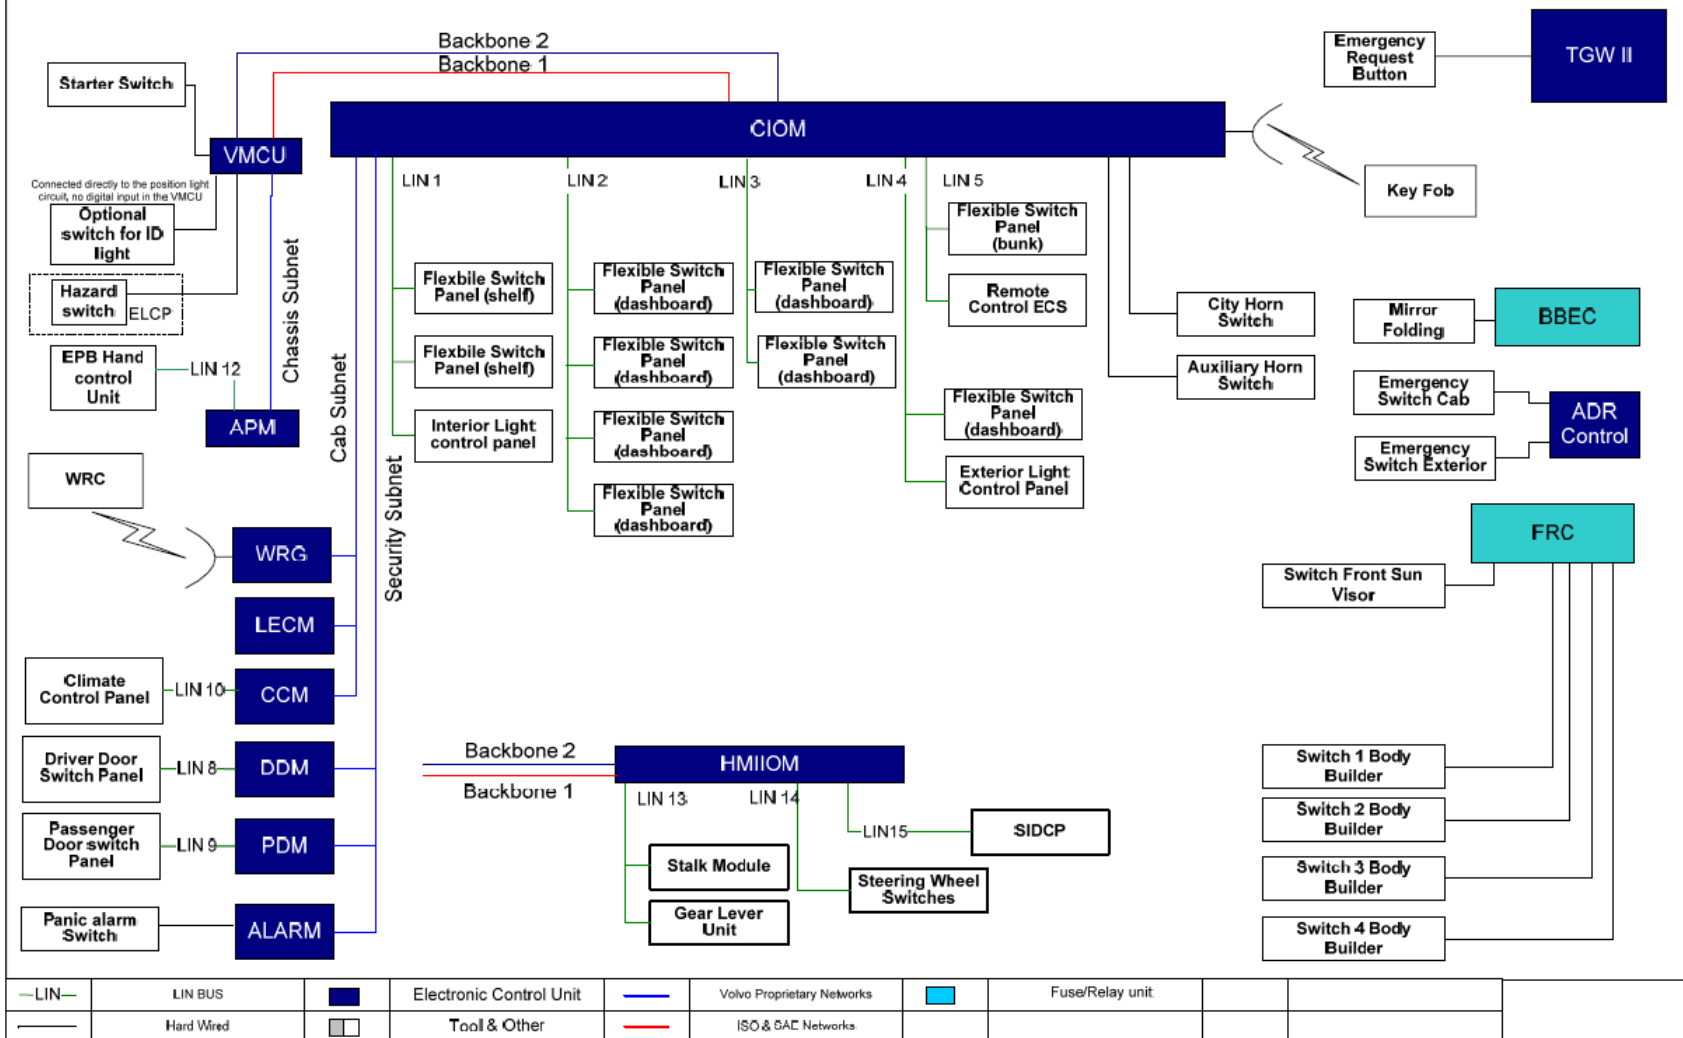 Backbone 2
Backbone 1
Starter Switch
VMCU
CIOM
Emergency
Request
Button
TGW II
Key Fob
Connected directly to the position light
circuit, no digital input in the VMCU
Optional
switch for ID
light
Hazard
switch
ELCP
EPB Hand
control
Unit
LIN 12
APM
Chassis Subnet
Cab Subnet
Security Subnet
LIN 1
LIN 2
LIN 3
LIN 4
LIN 5
Flexbile Switch
Panel (shelf)
Flexbile Switch
Panel (shelf)
Interior Light
control panel
Flexible Switch
Panel
(dashboard)
Flexible Switch
Panel
(dashboard)
Flexible Switch
Panel
(dashboard)
Flexible Switch
Panel
(dashboard)
Flexible Switch
Panel
(dashboard)
Flexible Switch
Panel
(dashboard)
Flexible Switch
Panel
(bunk)
Remote
Control ECS
Flexible Switch
Panel
(dashboard)
Exterior Light
Control Panel
City Horn
Switch
Auxiliary Horn
Switch
Mirror
Folding
BBEC
Emergency
Switch Cab
Emergency
Switch Exterior
ADR
Control
WRC
WRG
LECM
Climate
Control Panel
LIN 10
CCM
Driver Door
Switch Panel
LIN 8
DDM
Passenger
Door switch
Panel
LIN 9
PDM
Panic alarm
Switch
ALARM
Backbone 2
Backbone 1
HMIIOM
LIN 13
LIN 14
LIN15
SIDCP
Stalk Module
Gear Lever
Unit
Steering Wheel
Switches
FRC
Switch Front Sun
Visor
Switch 1 Body
Builder
Switch 2 Body
Builder
Switch 3 Body
Builder
Switch 4 Body
Builder
LIN
LIN BUS
Electronic Control Unit
Volvo Proprietary Networks
Fuse/Relay unit
Hard Wired
Tool & Other
ISO & SAE Networks